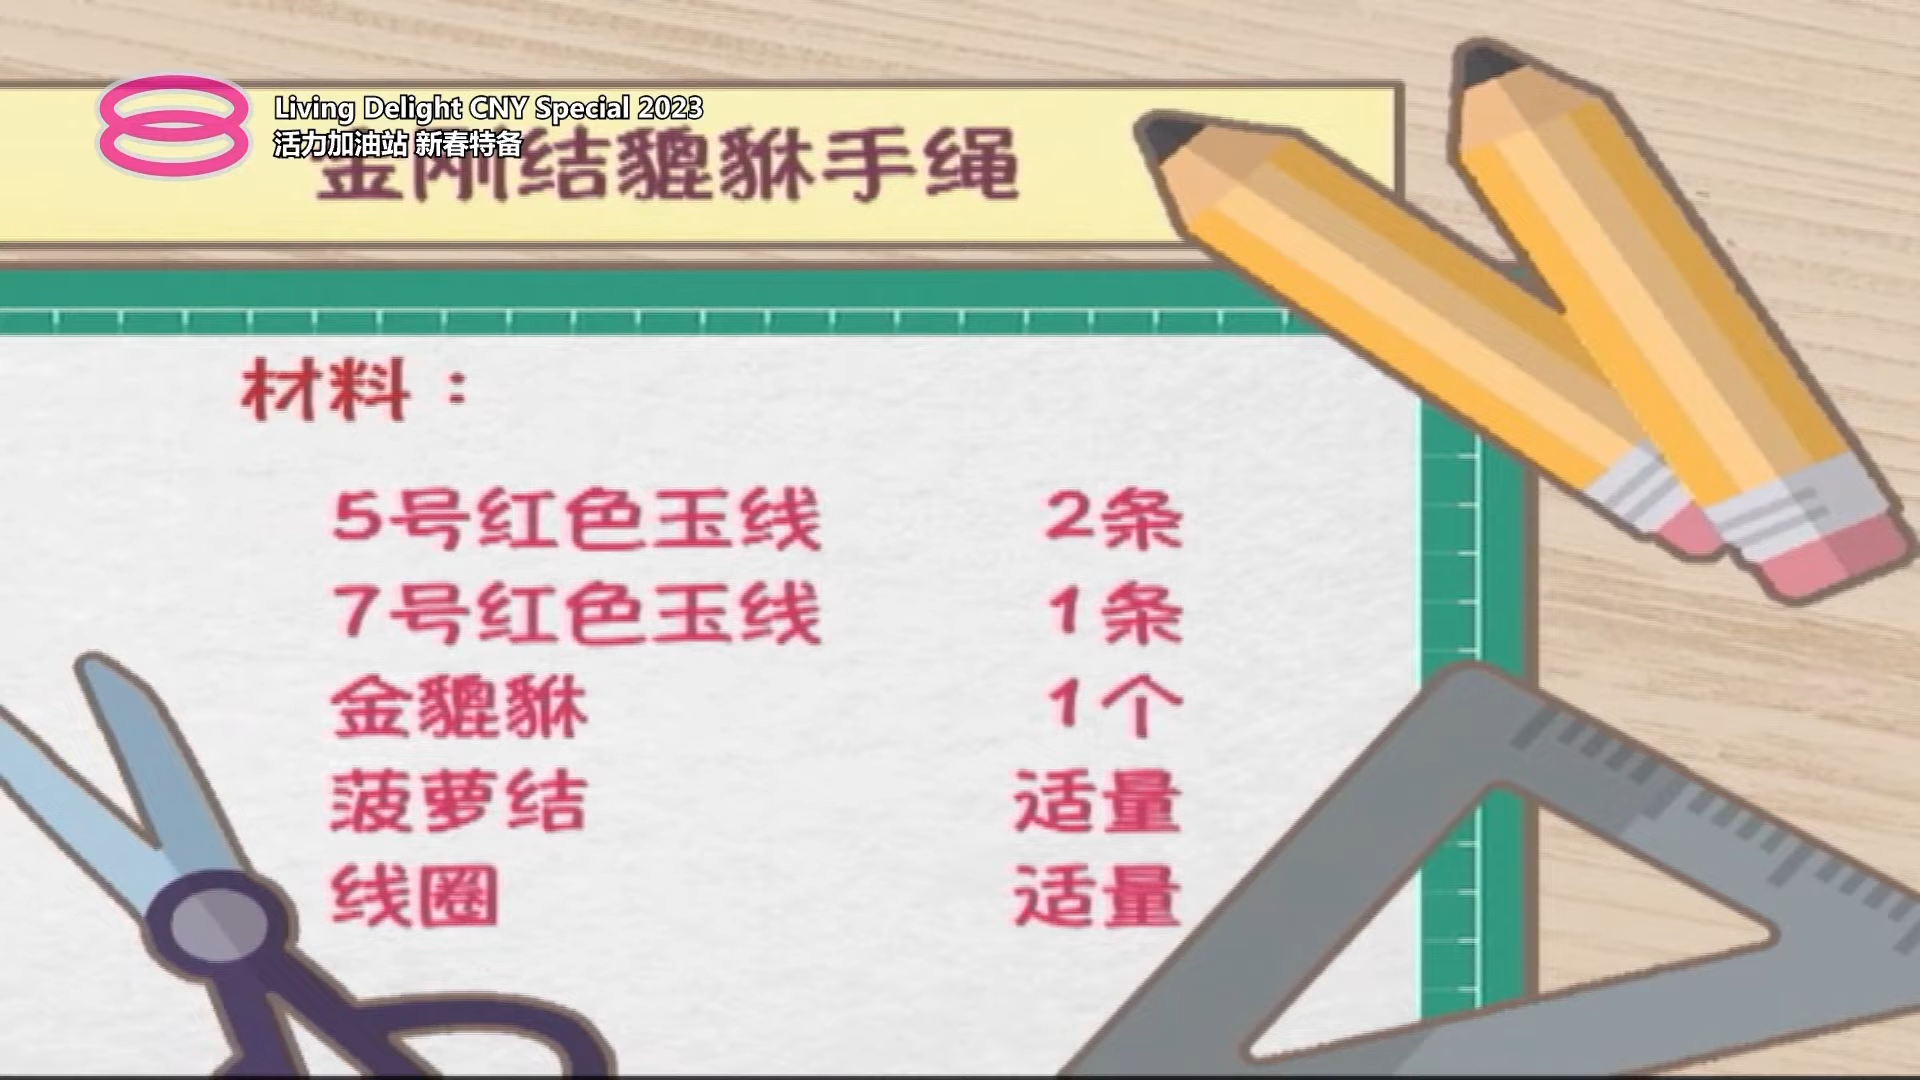 Living Delight CNY Special 2023
活力加油站 新春特备
金刚结貔貅手绳
材料：
5号红色玉线 2条
7号红色玉线 1条
金貔貅 1个
菠萝结 适量
线圈 适量